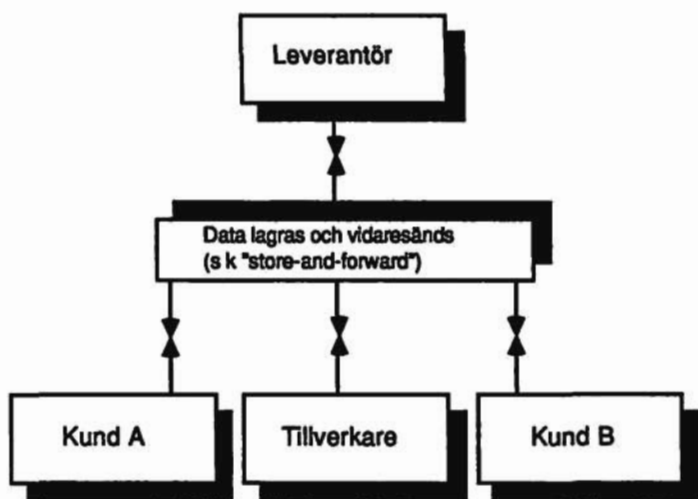 Leverantör
Data lagras och vidaresänds
(s k "store-and-forward")
Kund A
Tillverkare
Kund B